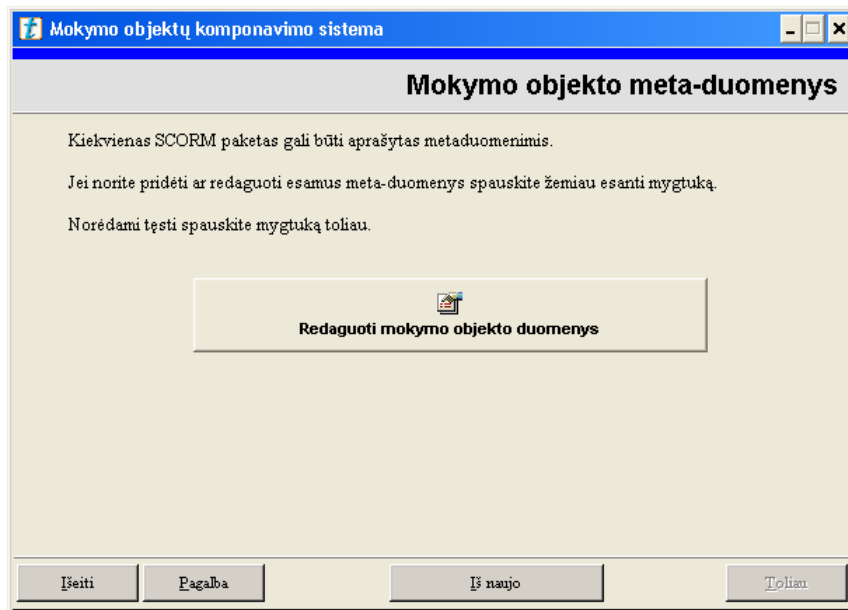 Mokymo objektų komponavimo sistema
Mokymo objekto meta-duomenys
Kiekvienas SCORM paketas gali būti aprašytas metaduomenimis.
Jei norite pridėti ar redaguoti esamus meta-duomenys spauskite žemiau esanti mygtuką.
Norėdami tęsti spauskite mygtuką toliau.
Redaguoti mokymo objekto duomenys
Išeiti
Pagalba
Iš naujo
Toliau